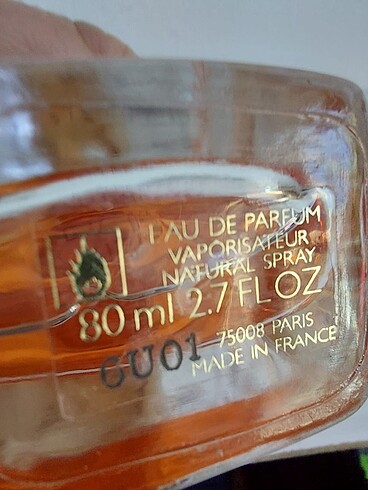 EAU DE PARFUM
VAPORISATEUR
NATURAL SPRAY
80 ml 2.7 FL OZ
75008 PARIS
MADE IN FRANCE
6U01